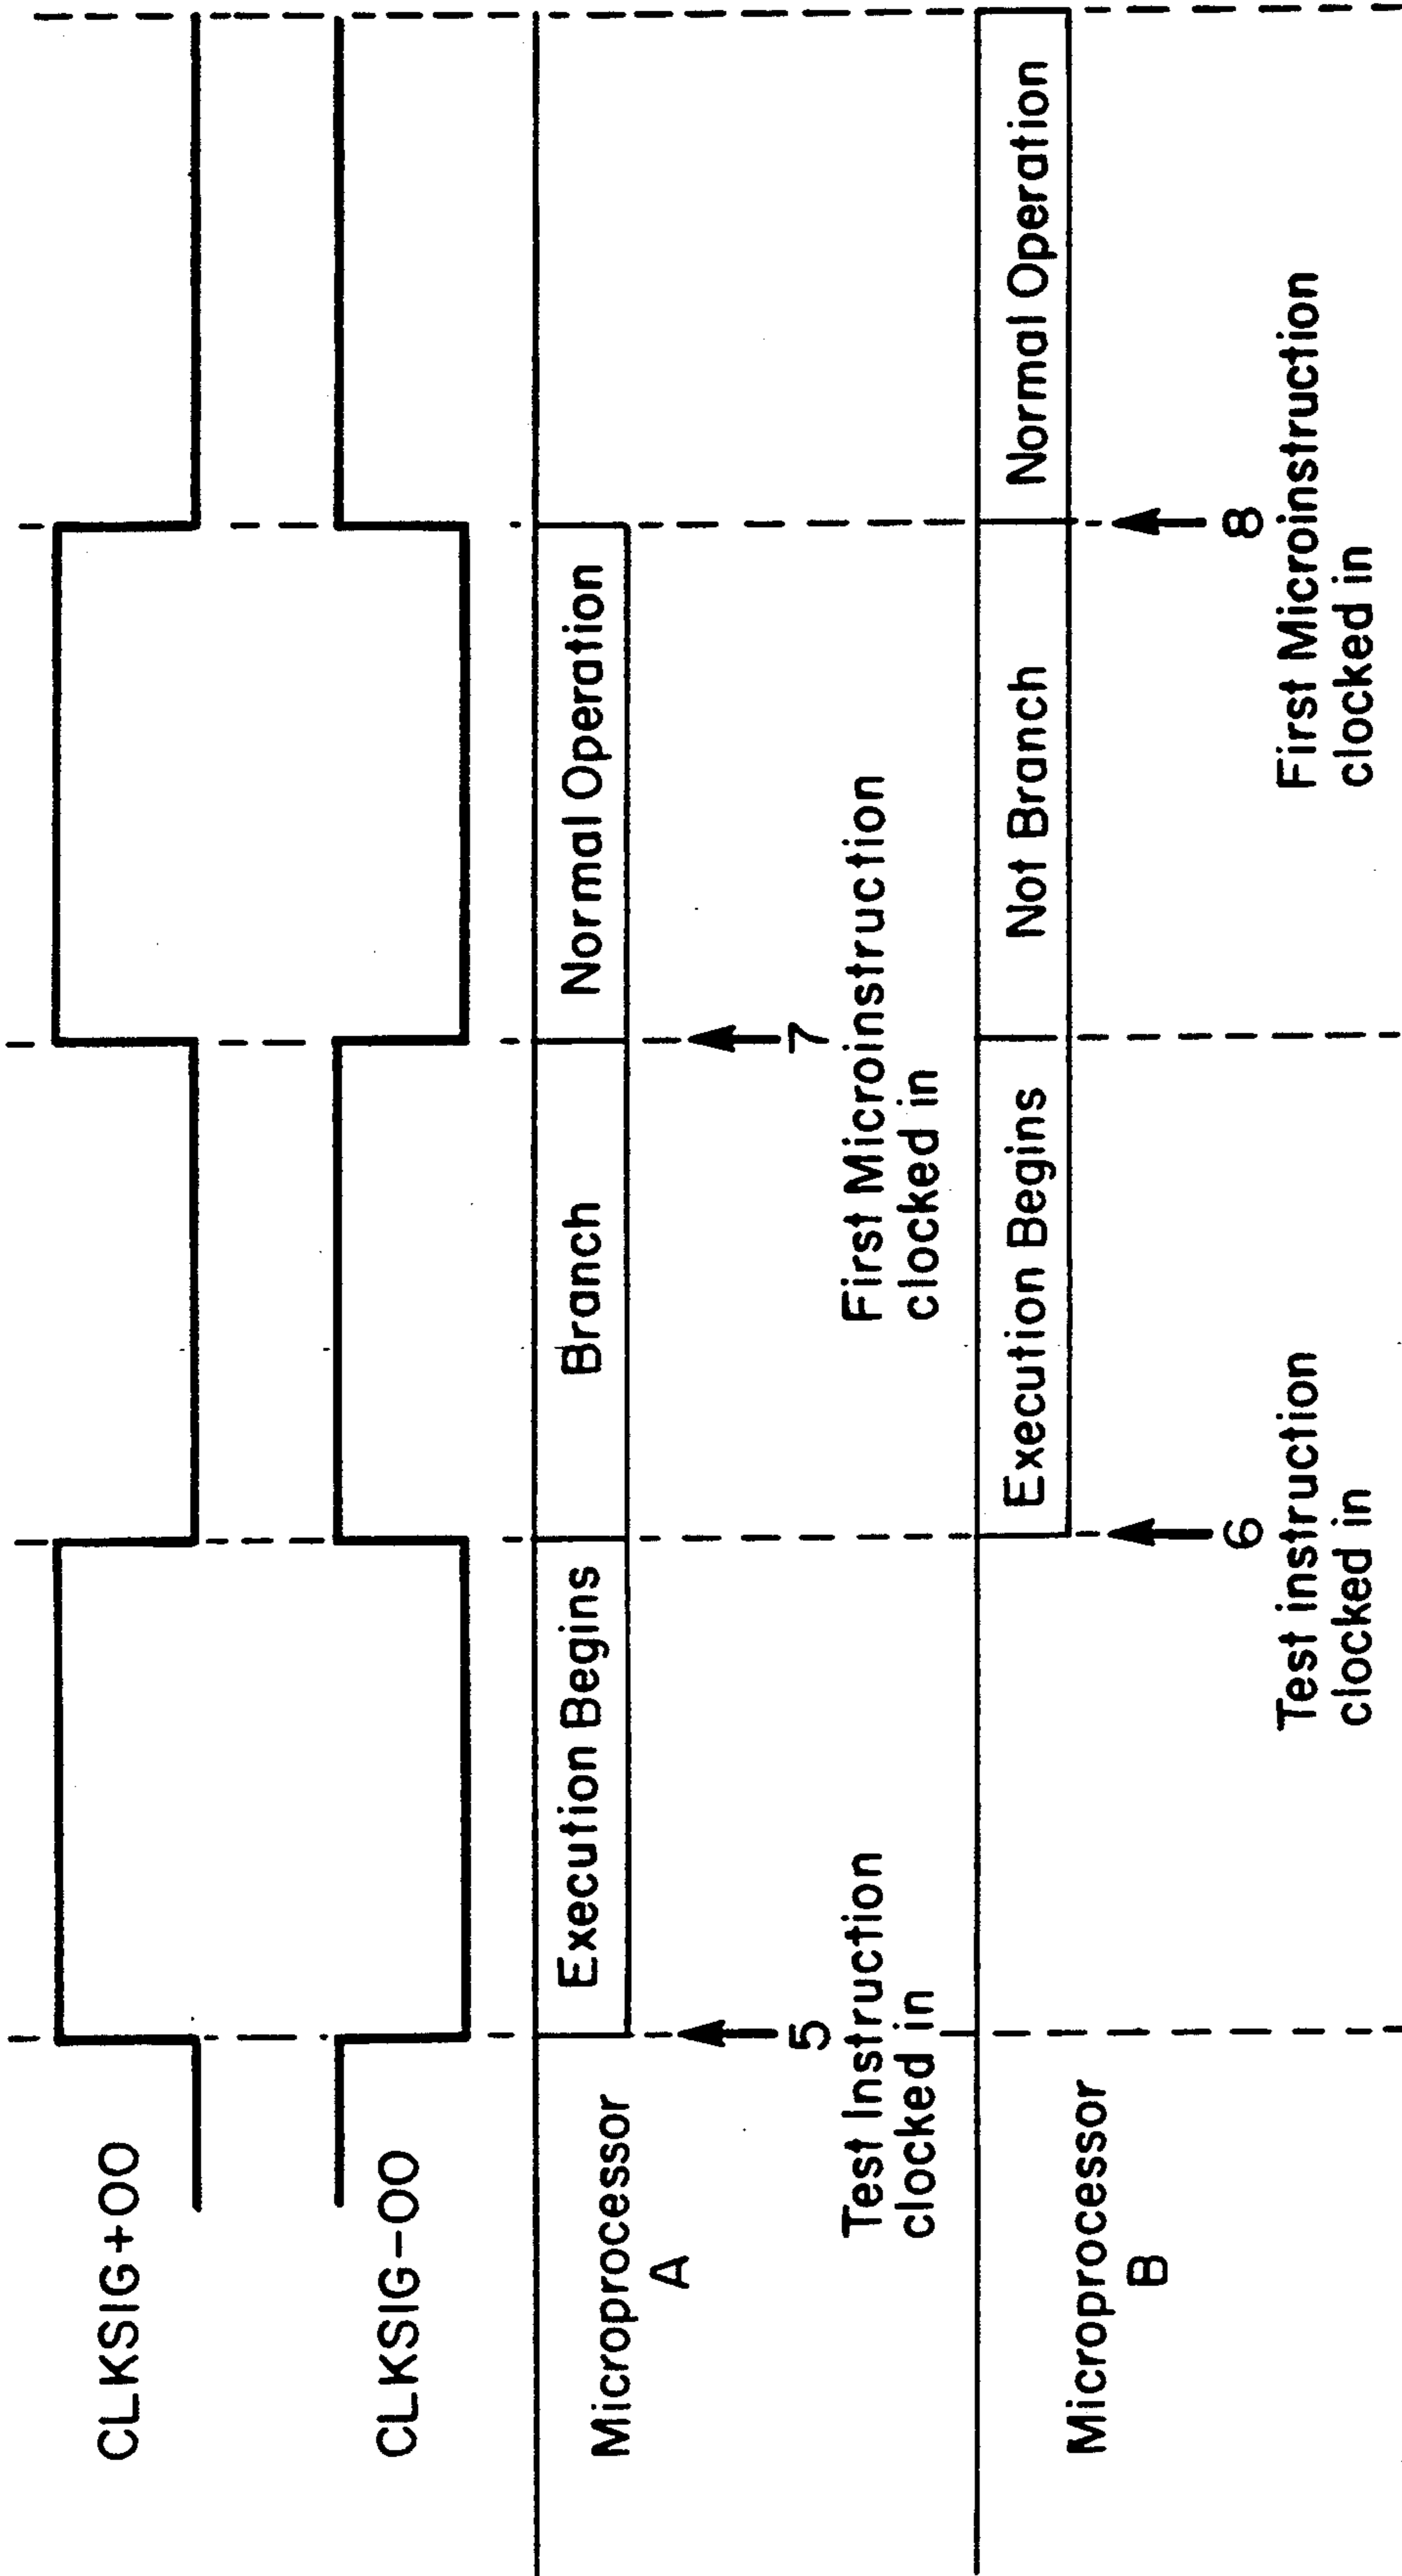 CLKSIG+00
CLKSIG-00
Microprocessor
A
Execution Begins
Branch
Normal Operation
5
Test Instruction
clocked in
7
First Microinstruction
clocked in
Microprocessor
B
Execution Begins
Not Branch
Normal Operation
6
Test instruction
clocked in
8
First Microinstruction
clocked in